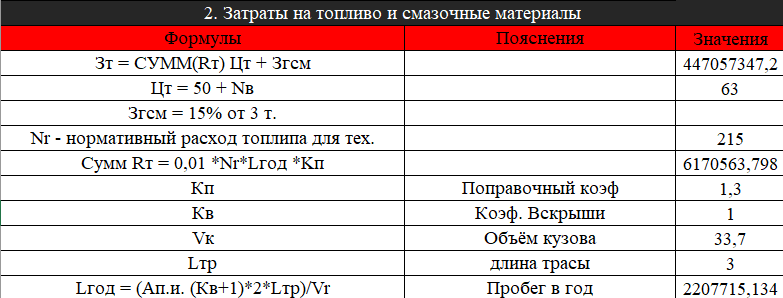 2. Затраты на топливо и смазочные материалы
Формулы Пояснения Значения
Зт = СУММ(Rт) Цт + Згсм 447057347,2
Цт = 50 + Nв 63
Згсм = 15% от 3 т.
Nr - нормативный расход топлипа для тех. 215
Сумм Rт = 0,01 *Nr*Lгод *Кп 6170563,798
Кп Поправочный коэф 1,3
Кв Коэф. Вскрыши 1
Vк Объём кузова 33,7
Lтр длина трасы 3
Lгод = (Ап.и. (Кв+1)*2*Lтр)/Vr Пробег в год 2207715,134